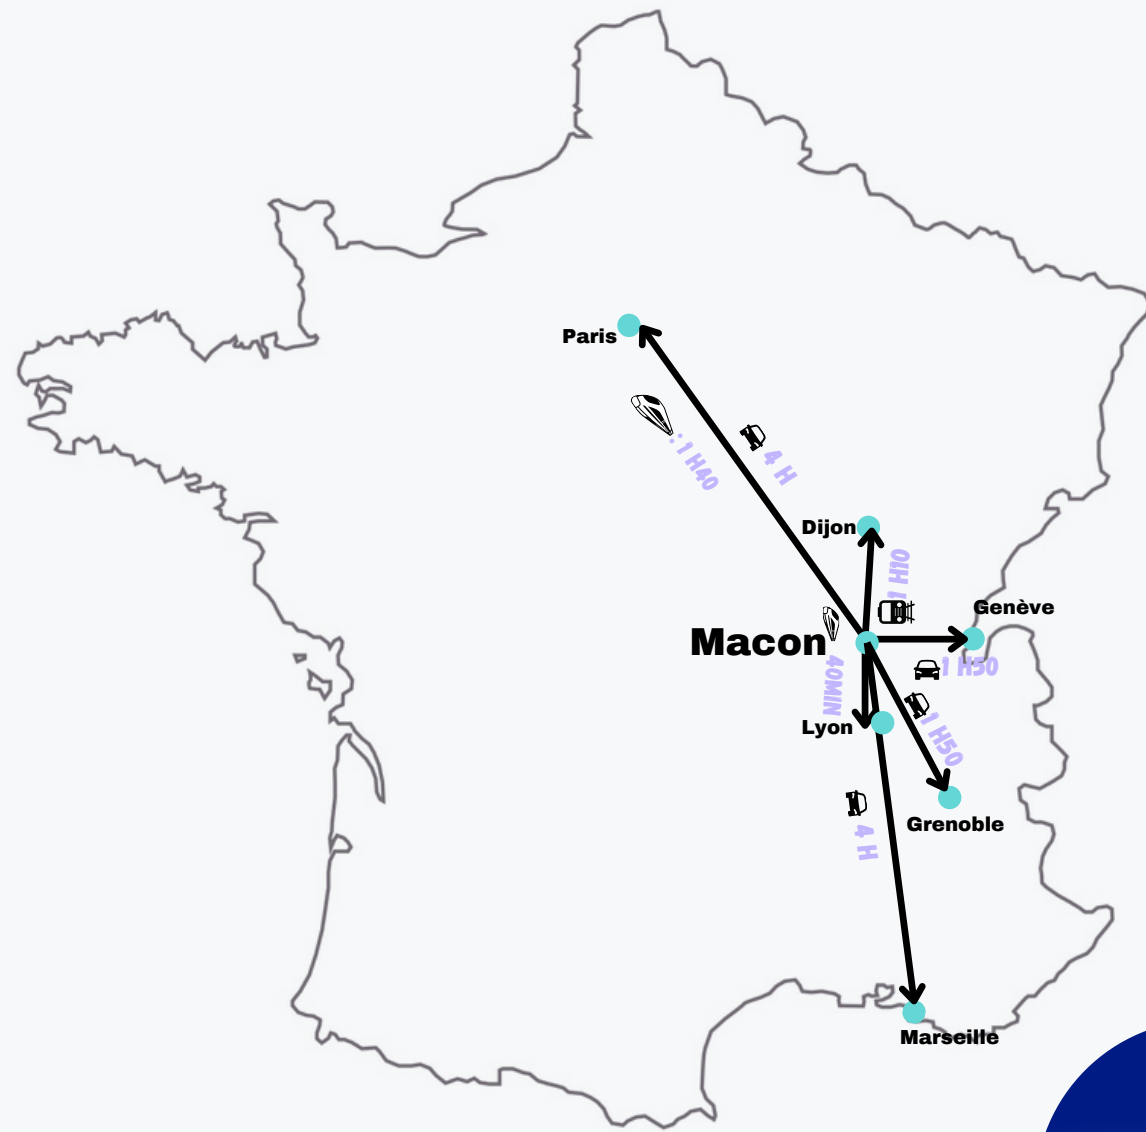 Paris
: 1 H40
4 H
Dijon
1 H10
Genève
Macon
1 H50
40MIN
Lyon
1 H50
4 H
Grenoble
Marseille